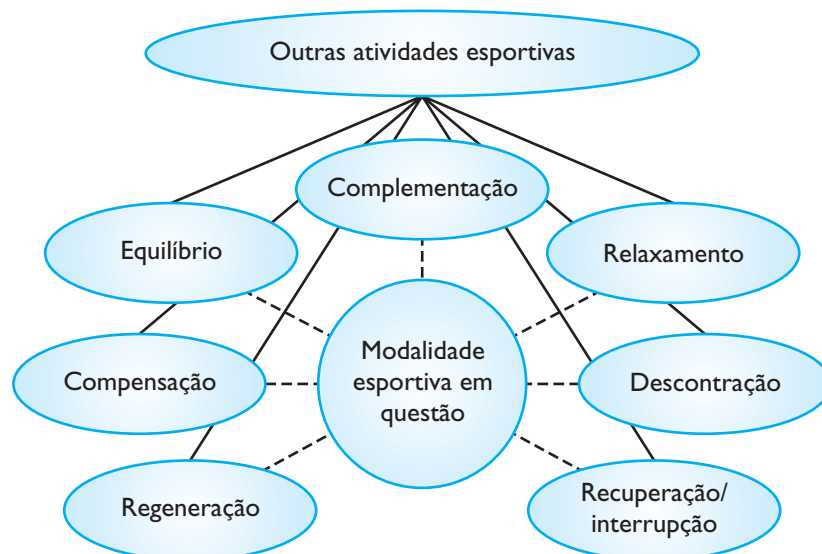 Outras atividades esportivas
Complementação
Equilíbrio
Relaxamento
Modalidade
esportiva em
questão
Compensação
Descontração
Regeneração
Recuperação/
interrupção